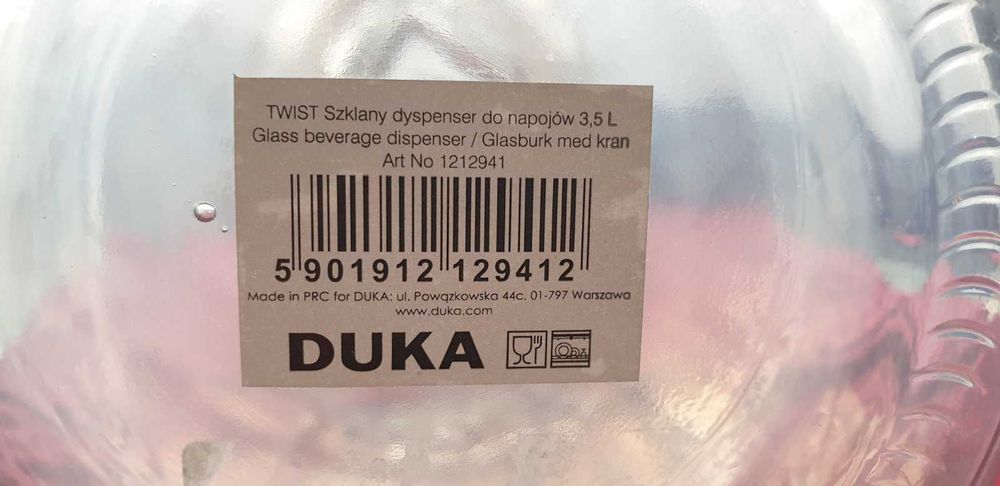 TWIST Szklany dyspenser do napojów 3,5 L
Glass beverage dispenser / Glasburk med kran
Art No 1212941
5 901912 129412
Made in PRC for DUKA: ul. Powązkowska 44c, 01-797 Warszawa
www.duka.com
DUKA